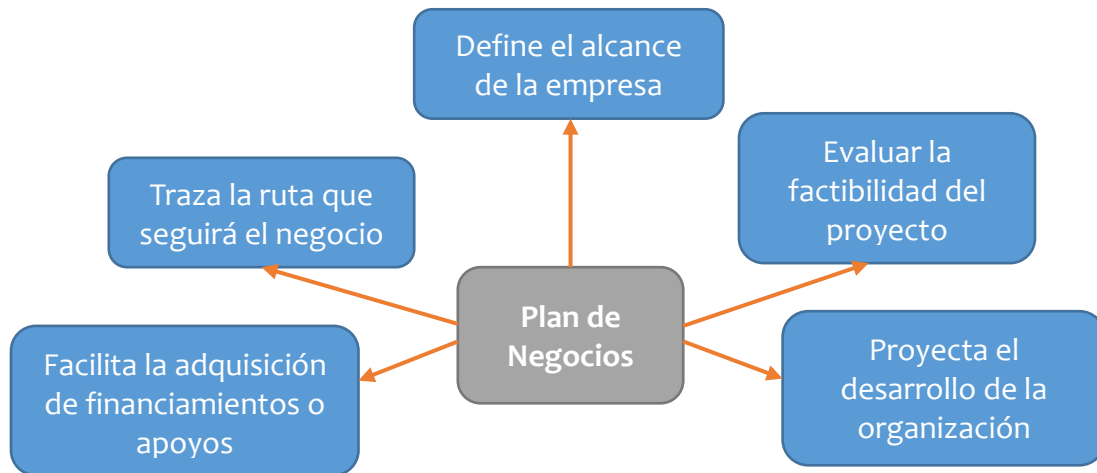 Define el alcance
de la empresa
Traza la ruta que
seguirá el negocio
Evaluar la
factibilidad del
proyecto
Plan de
Negocios
Facilita la adquisición
de financiamientos o
apoyos
Proyecta el
desarrollo de la
organización